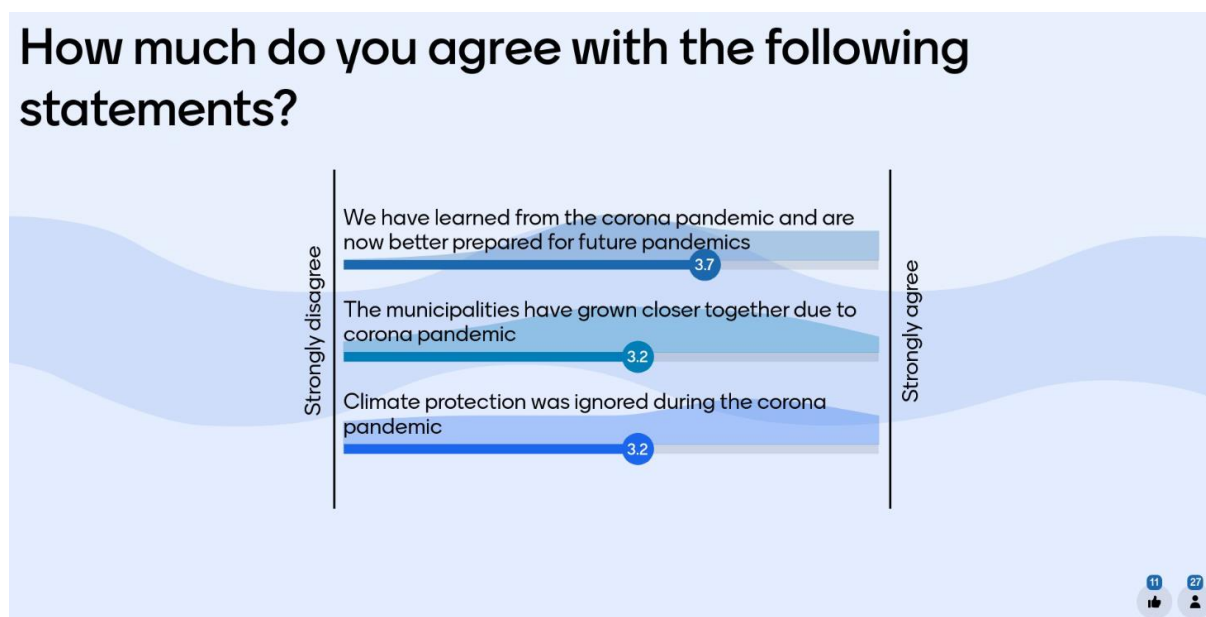 How much do you agree with the following
statements?
Strongly disagree
We have learned from the corona pandemic and are
now better prepared for future pandemics
3.7
The municipalities have grown closer together due to
corona pandemic
3.2
Climate protection was ignored during the corona
pandemic
3.2
Strongly agree
11
27